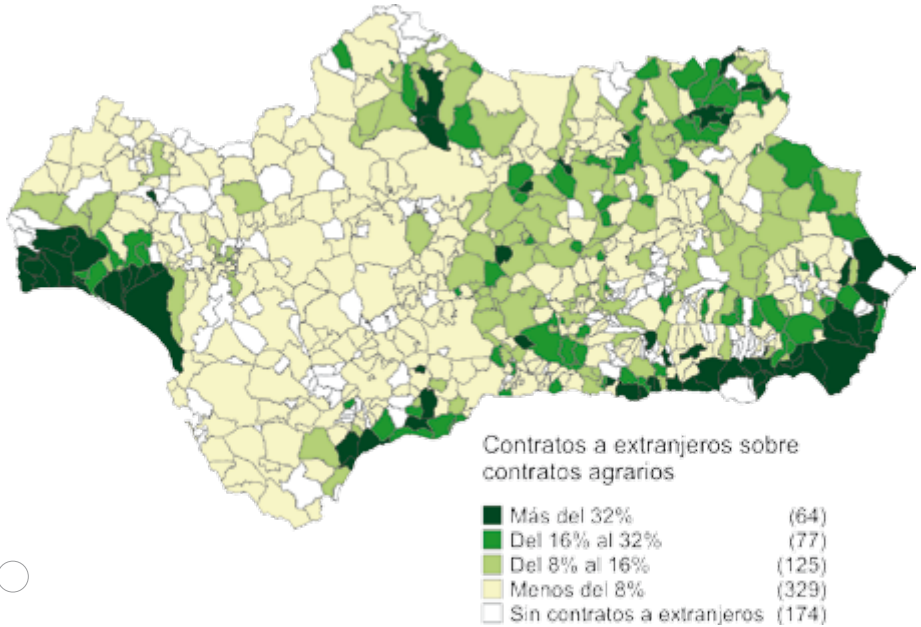 Contratos a extranjeros sobre
contratos agrarios
Más del 32% (64)
Del 16% al 32% (77)
Del 8% al 16% (125)
Menos del 8% (329)
Sin contratos a extranjeros (174)